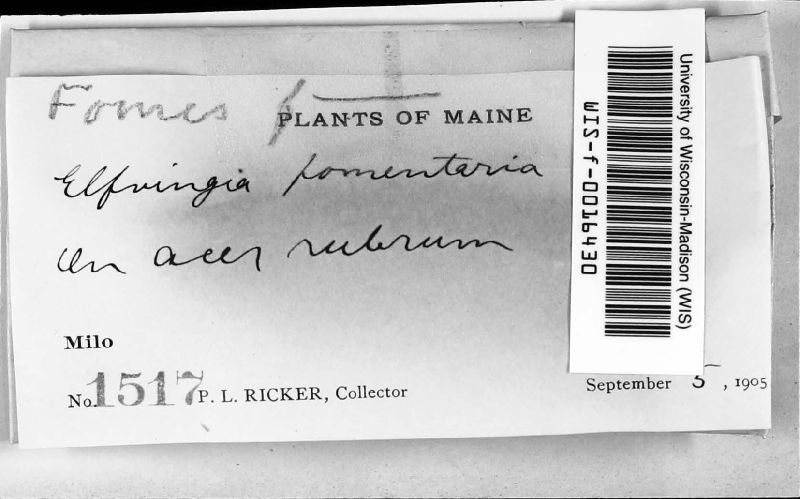 Fomes f
PLANTS OF MAINE
Elfvingia fomentaria
On acer rubrum
Milo
No. 1517 P. L. RICKER, Collector
September 5, 1905
University of Wisconsin-Madison (WIS)
WIS-f-0016430